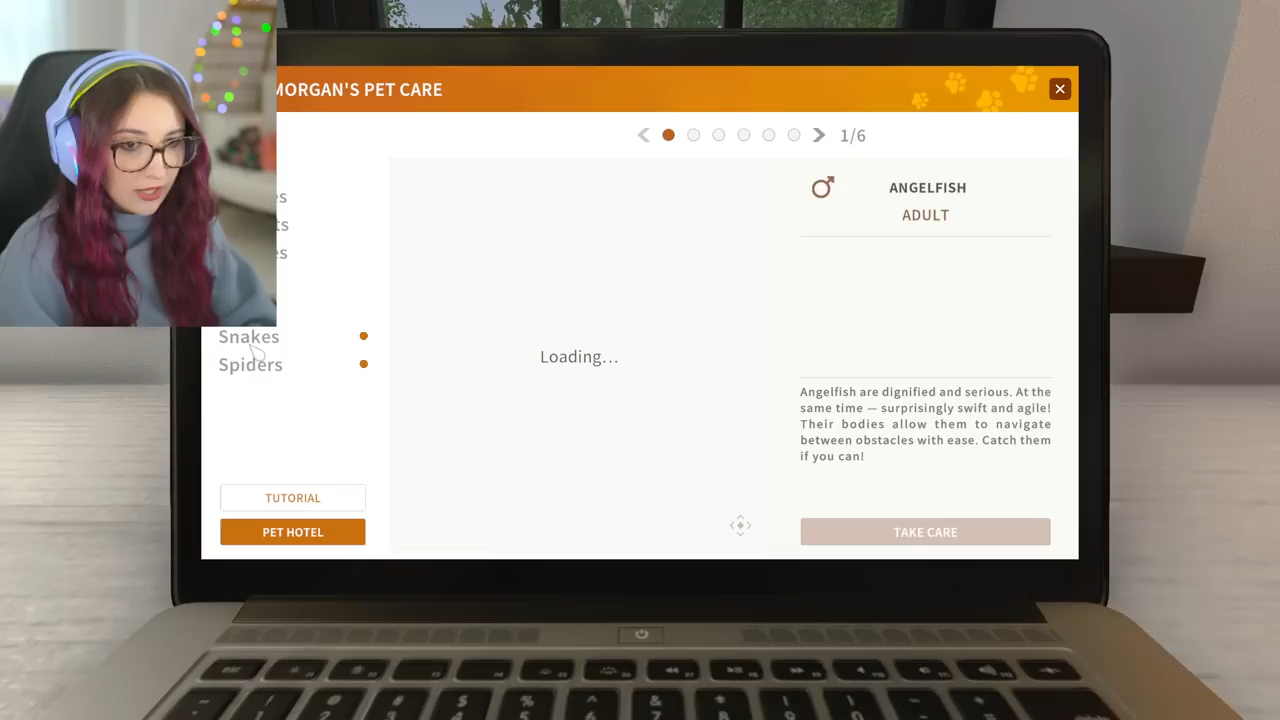 MORGAN'S PET CARE
1/6
ANGELFISH
ADULT
Snakes
Spiders
Loading...
Angelfish are dignified and serious. At the
same time — surprisingly swift and agile!
Their bodies allow them to navigate
between obstacles with ease. Catch them
if you can!
TUTORIAL
PET HOTEL
TAKE CARE